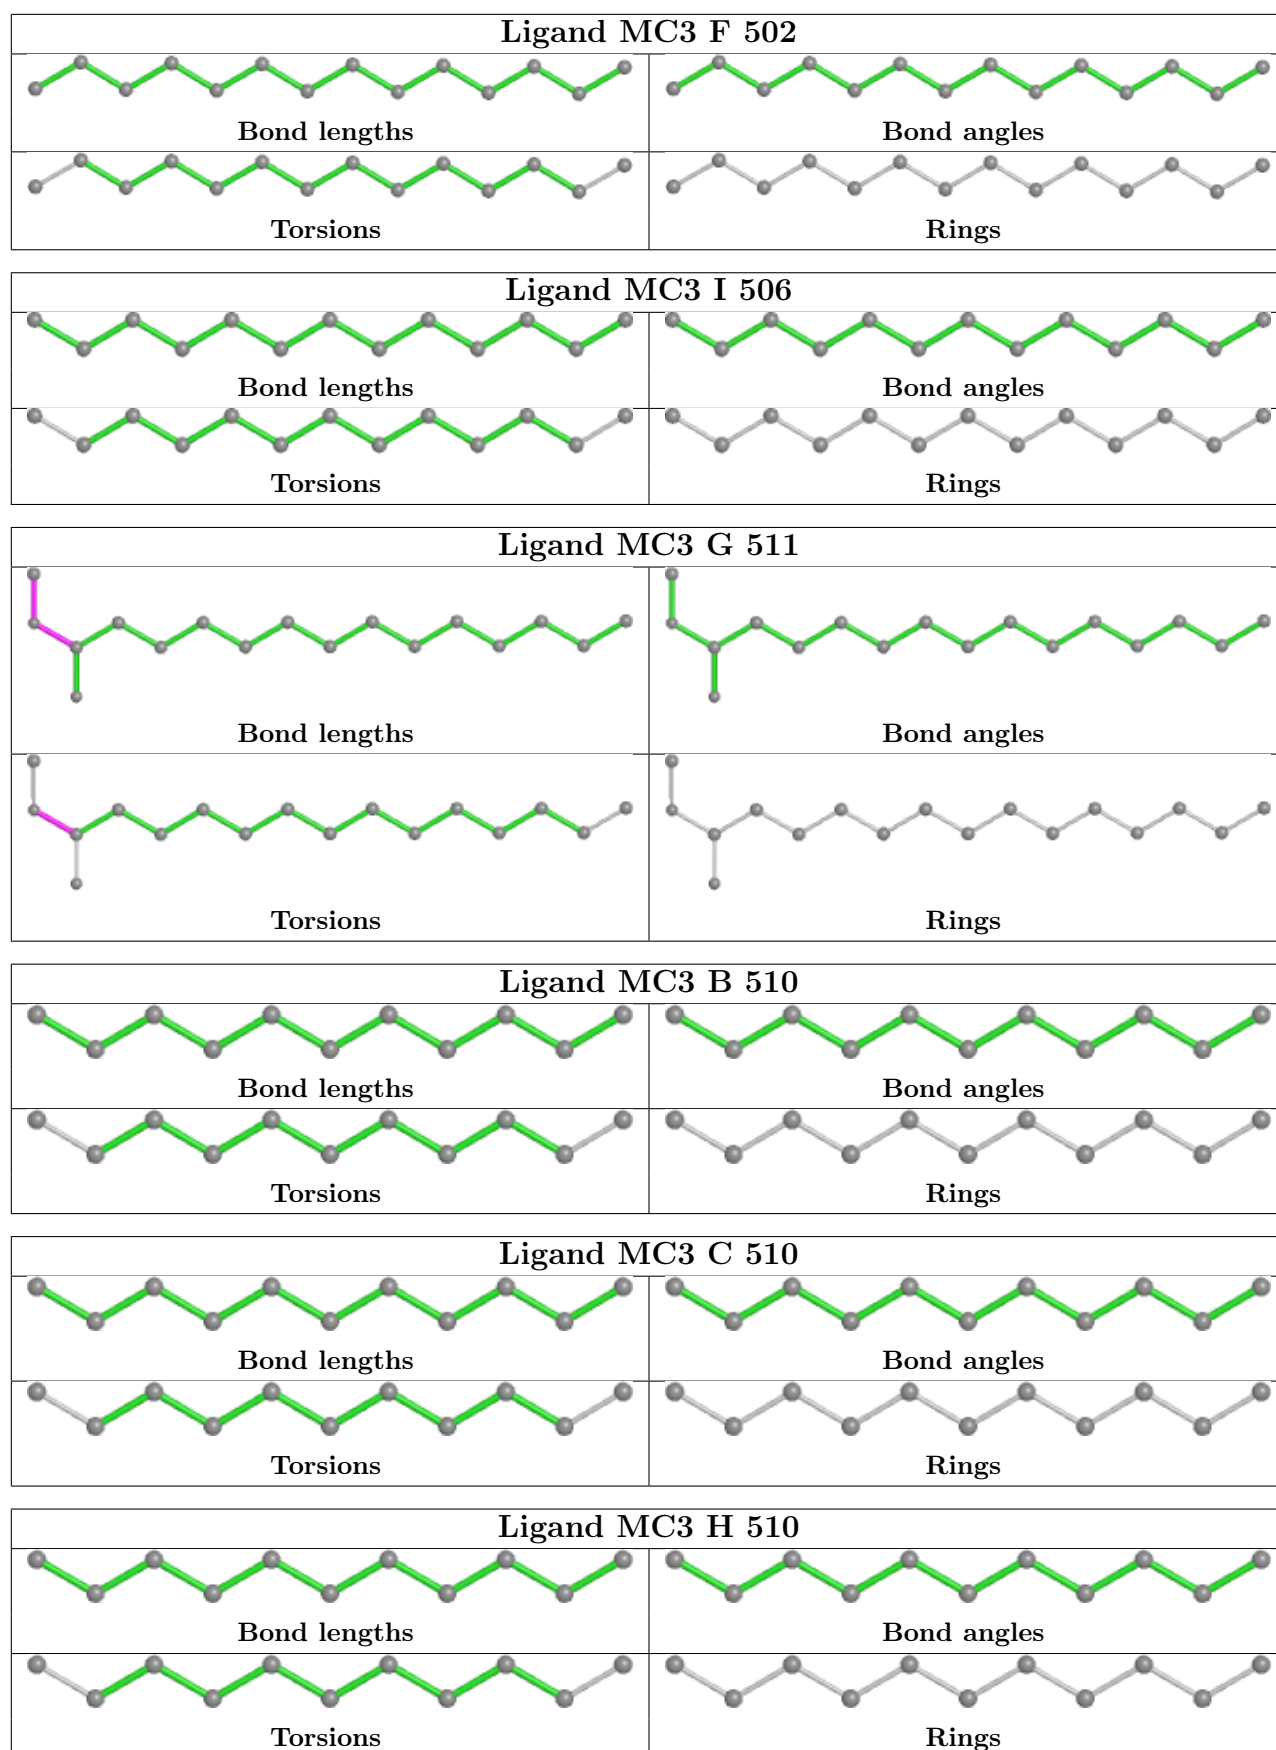 Ligand MC3 F 502
Bond lengths
Bond angles
Torsions
Rings
Ligand MC3 I 506
Bond lengths
Bond angles
Torsions
Rings
Ligand MC3 G 511
Bond lengths
Bond angles
Torsions
Rings
Ligand MC3 B 510
Bond lengths
Bond angles
Torsions
Rings
Ligand MC3 C 510
Bond lengths
Bond angles
Torsions
Rings
Ligand MC3 H 510
Bond lengths
Bond angles
Torsions
Rings